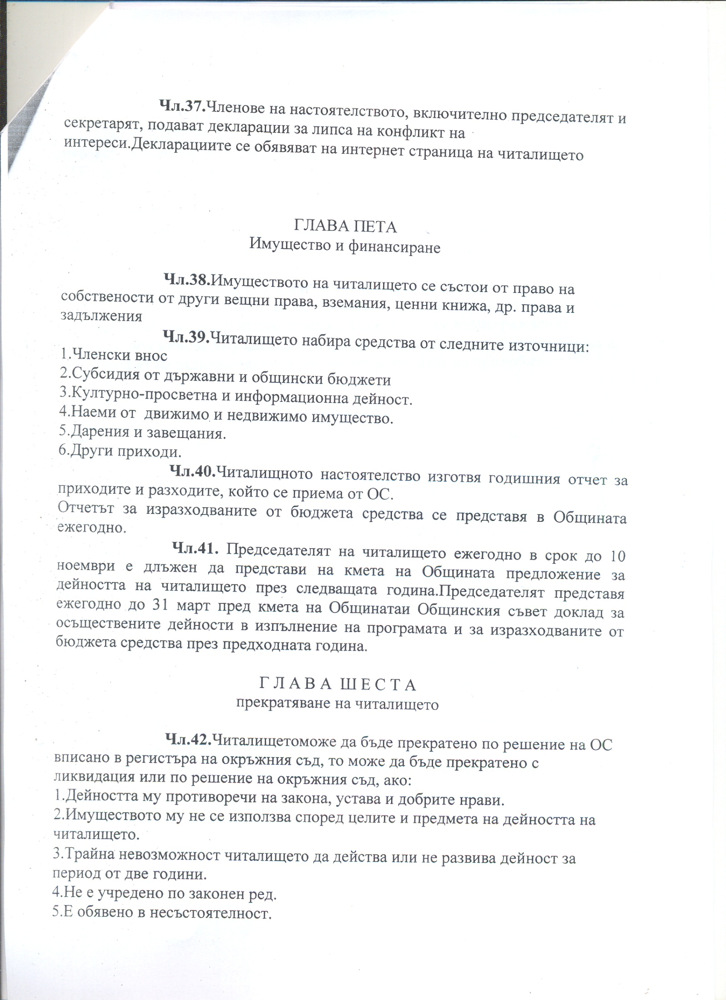 Чл.37.Членове на настоятелството, включително председателят и
секретарят, подават декларации за липса на конфликт на
интереси.Декларациите се обявяват на интернет страница на читалището
ГЛАВА ПЕТА
Имущество и финансиране
Чл.38.Имуществото на читалището се състои от право на
собствености от други вещни права, вземания, ценни книжа, др. права и
задължения
Чл.39.Читалището набира средства от следните източници:
1.Членски внос
2.Субсидия от държавни и общински бюджети
3.Културно-просветна и информационна дейност.
4.Наеми от движимо и недвижимо имущество.
5.Дарения и завещания.
6.Други приходи.
Чл.40.Читалищното настоятелство изготвя годишния отчет за
приходите и разходите, който се приема от ОС.
Отчетът за изразходваните от бюджета средства се представя в Общината
ежегодно.
Чл.41. Председателят на читалището ежегодно в срок до 10
ноември е длъжен да представи на кмета на Общината предложение за
дейността на читалището през следващата година.Председателят представя
ежегодно до 31 март пред кмета на Общинатаи Общинския съвет доклад за
осъществените дейности в изпълнение на програмата и за изразходваните от
бюджета средства през предходната година.
Г Л А В А Ш Е С Т А
прекратяване на читалището
Чл.42.Читалищетоможе да бъде прекратено по решение на ОС
вписано в регистъра на окръжния съд, то може да бъде прекратено с
ликвидация или по решение на окръжния съд, ако:
1.Дейността му противоречи на закона, устава и добрите нрави.
2.Имуществото му не се използва според целите и предмета на дейността на
читалището.
3.Трайна невозможност читалището да действа или не развива дейност за
период от две години.
4.Не е учредено по законен ред.
5.Е обявено в несъстоятелност.